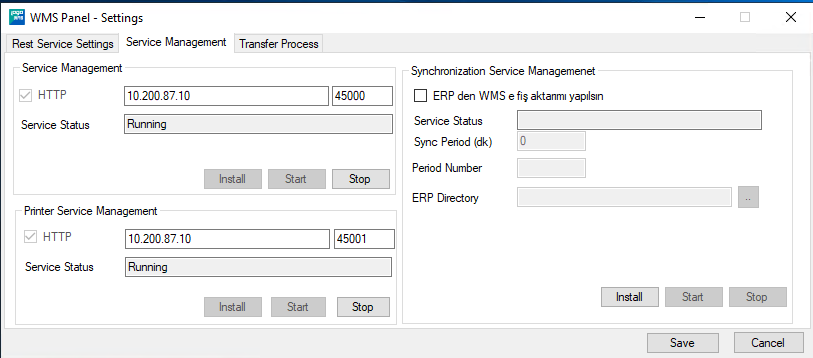 WMS Panel - Settings
Rest Service Settings
Service Management
Transfer Process
Service Management
HTTP
10.200.87.10
45000
Service Status
Running
Install
Start
Stop
Printer Service Management
HTTP
10.200.87.10
45001
Service Status
Running
Install
Start
Stop
Synchronization Service Managemenet
ERP den WMS e fiş aktarımı yapılsın
Service Status
Sync Period (dk)
0
Period Number
ERP Directory
..
Install
Start
Stop
Save
Cancel